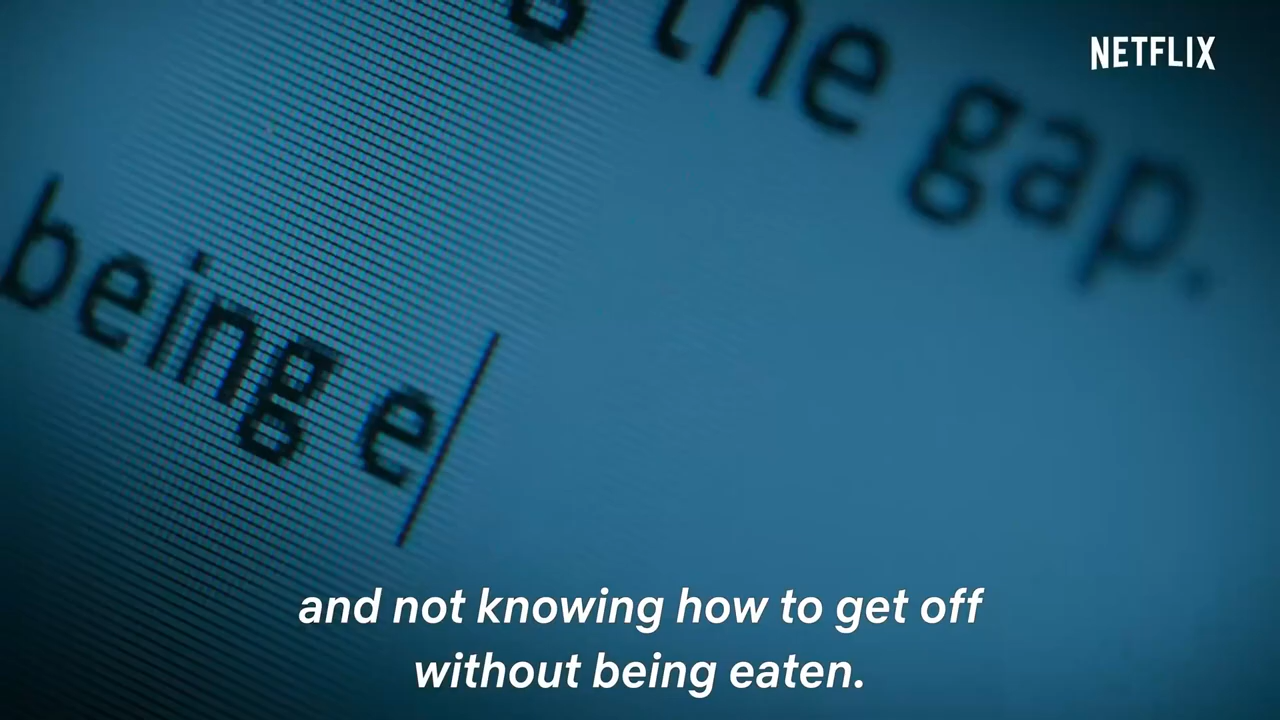 NETFLIX
the gap.
being e
and not knowing how to get off
without being eaten.